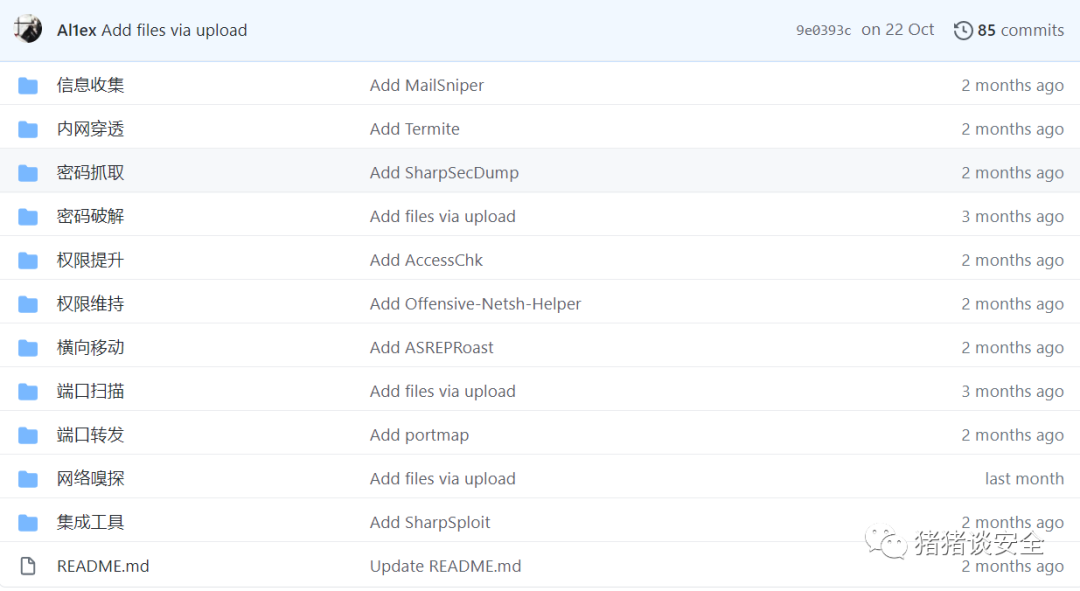 Al1ex Add files via upload 9e0393c on 22 Oct 85 commits
信息收集 Add MailSniper 2 months ago
内网穿透 Add Termite 2 months ago
密码抓取 Add SharpSecDump 2 months ago
密码破解 Add files via upload 3 months ago
权限提升 Add AccessChk 2 months ago
权限维持 Add Offensive-Netsh-Helper 2 months ago
横向移动 Add ASREPRoast 2 months ago
端口扫描 Add files via upload 3 months ago
端口转发 Add portmap 2 months ago
网络嗅探 Add files via upload last month
集成工具 Add SharpSploit 2 months ago
猪猪谈安全
README.md Update README.md 2 months ago